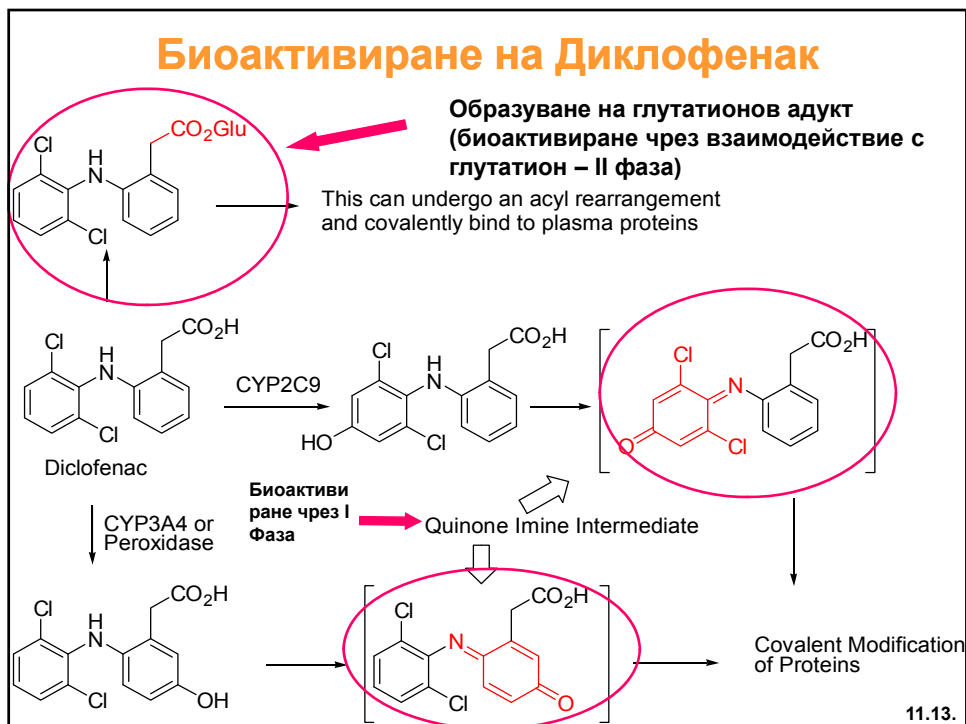 Биоактивиране на Диклофенак
Образуване на глутатионов адукт
(биоактивиране чрез взаимодействие с
глутатион – II фаза)
CO₂Glu
Cl
H
N
Cl
This can undergo an acyl rearrangement
and covalently bind to plasma proteins
CO₂H
Cl
H
N
Cl
Diclofenac
CYP2C9
CO₂H
Cl
H
N
HO
Cl
CO₂H
Cl
N
O
Cl
Биоактиви
ране чрез I
Фаза
Quinone Imine Intermediate
CYP3A4 or
Peroxidase
CO₂H
Cl
H
N
Cl
OH
CO₂H
Cl
N
Cl
O
Covalent Modification
of Proteins
11.13.